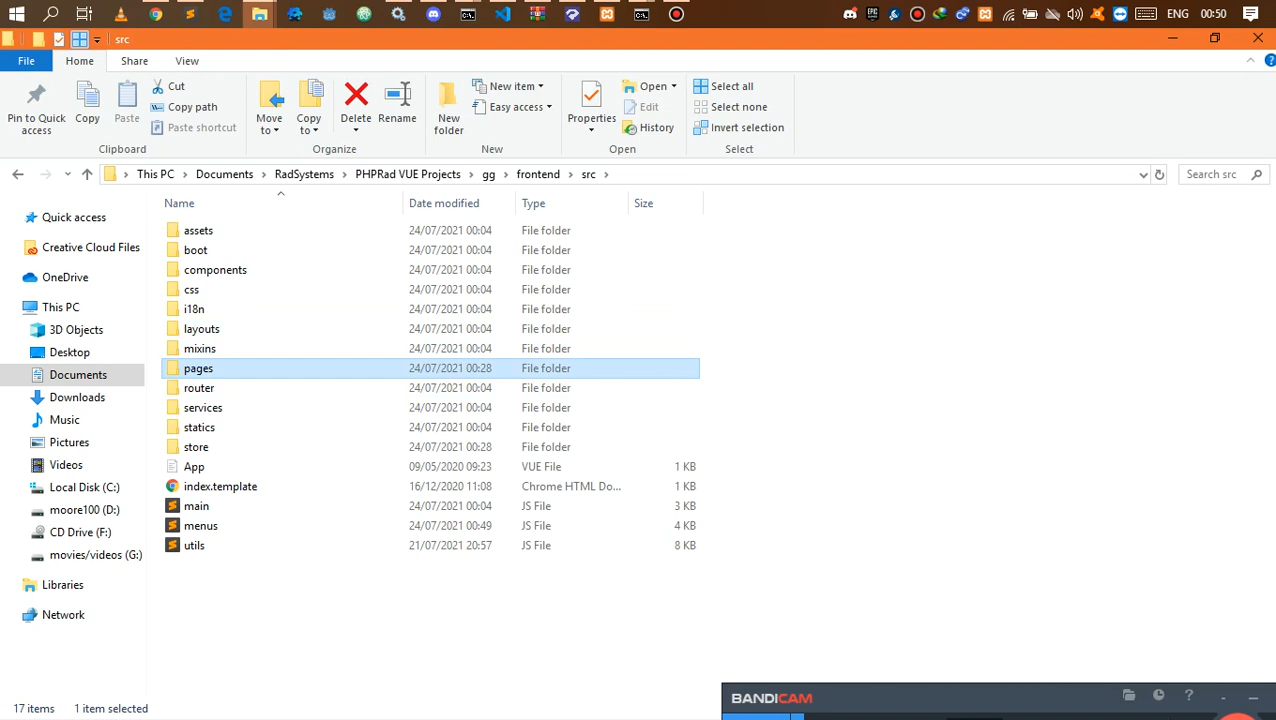 ENG 00:50
src
File Home Share View
Pin to Quick access
Copy
Paste
Cut
Copy path
Paste shortcut
Clipboard
Move to
Copy to
Delete
Rename
Organize
New folder
New item
Easy access
New
Properties
Open
Edit
History
Open
Select all
Select none
Invert selection
Select
This PC Documents RadSystems PHPRad VUE Projects gg frontend src
Search src
Quick access
Creative Cloud Files
OneDrive
This PC
3D Objects
Desktop
Documents
Downloads
Music
Pictures
Videos
Local Disk (C:)
moore100 (D:)
CD Drive (F:)
movies/videos (G:)
Libraries
Network
Name Date modified Type Size
assets 24/07/2021 00:04 File folder
boot 24/07/2021 00:04 File folder
components 24/07/2021 00:04 File folder
css 24/07/2021 00:04 File folder
i18n 24/07/2021 00:04 File folder
layouts 24/07/2021 00:04 File folder
mixins 24/07/2021 00:04 File folder
pages 24/07/2021 00:28 File folder
router 24/07/2021 00:04 File folder
services 24/07/2021 00:04 File folder
statics 24/07/2021 00:04 File folder
store 24/07/2021 00:28 File folder
App 09/05/2020 09:23 VUE File 1 KB
index.template 16/12/2020 11:08 Chrome HTML Do... 1 KB
main 24/07/2021 00:04 JS File 3 KB
menus 24/07/2021 00:49 JS File 4 KB
utils 21/07/2021 20:57 JS File 8 KB
17 items 1 item selected
BANDICAM